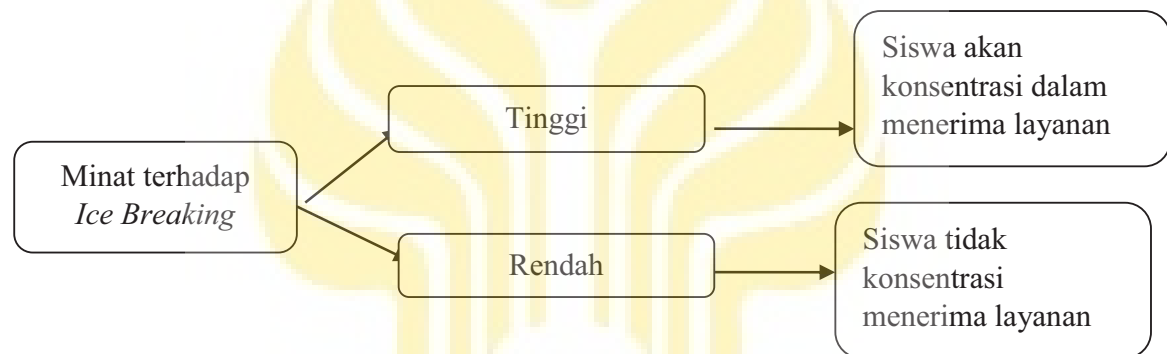 Minat terhadap
Ice Breaking
Tinggi
Siswa akan
konsentrasi dalam
menerima layanan
Rendah
Siswa tidak
konsentrasi
menerima layanan